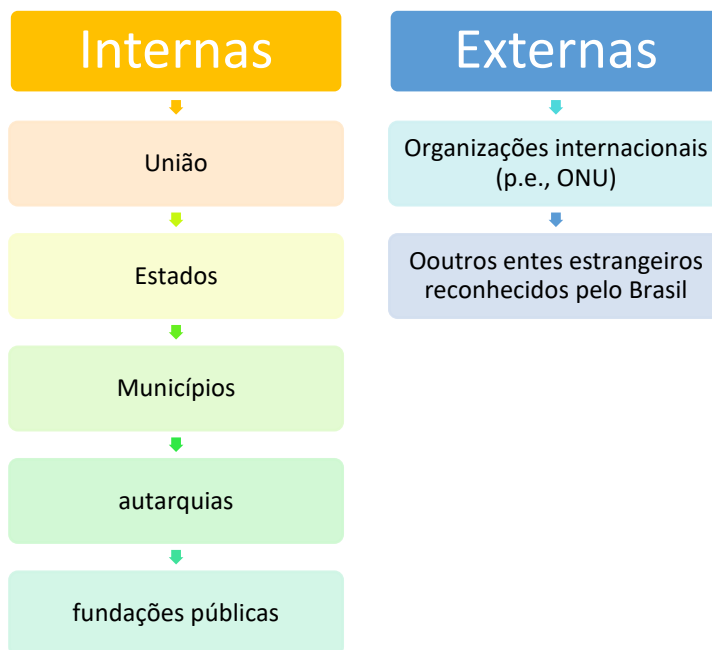 Internas
União
Estados
Municípios
autarquias
fundações públicas
Externas
Organizações internacionais
(p.e., ONU)
Ooutros entes estrangeiros
reconhecidos pelo Brasil